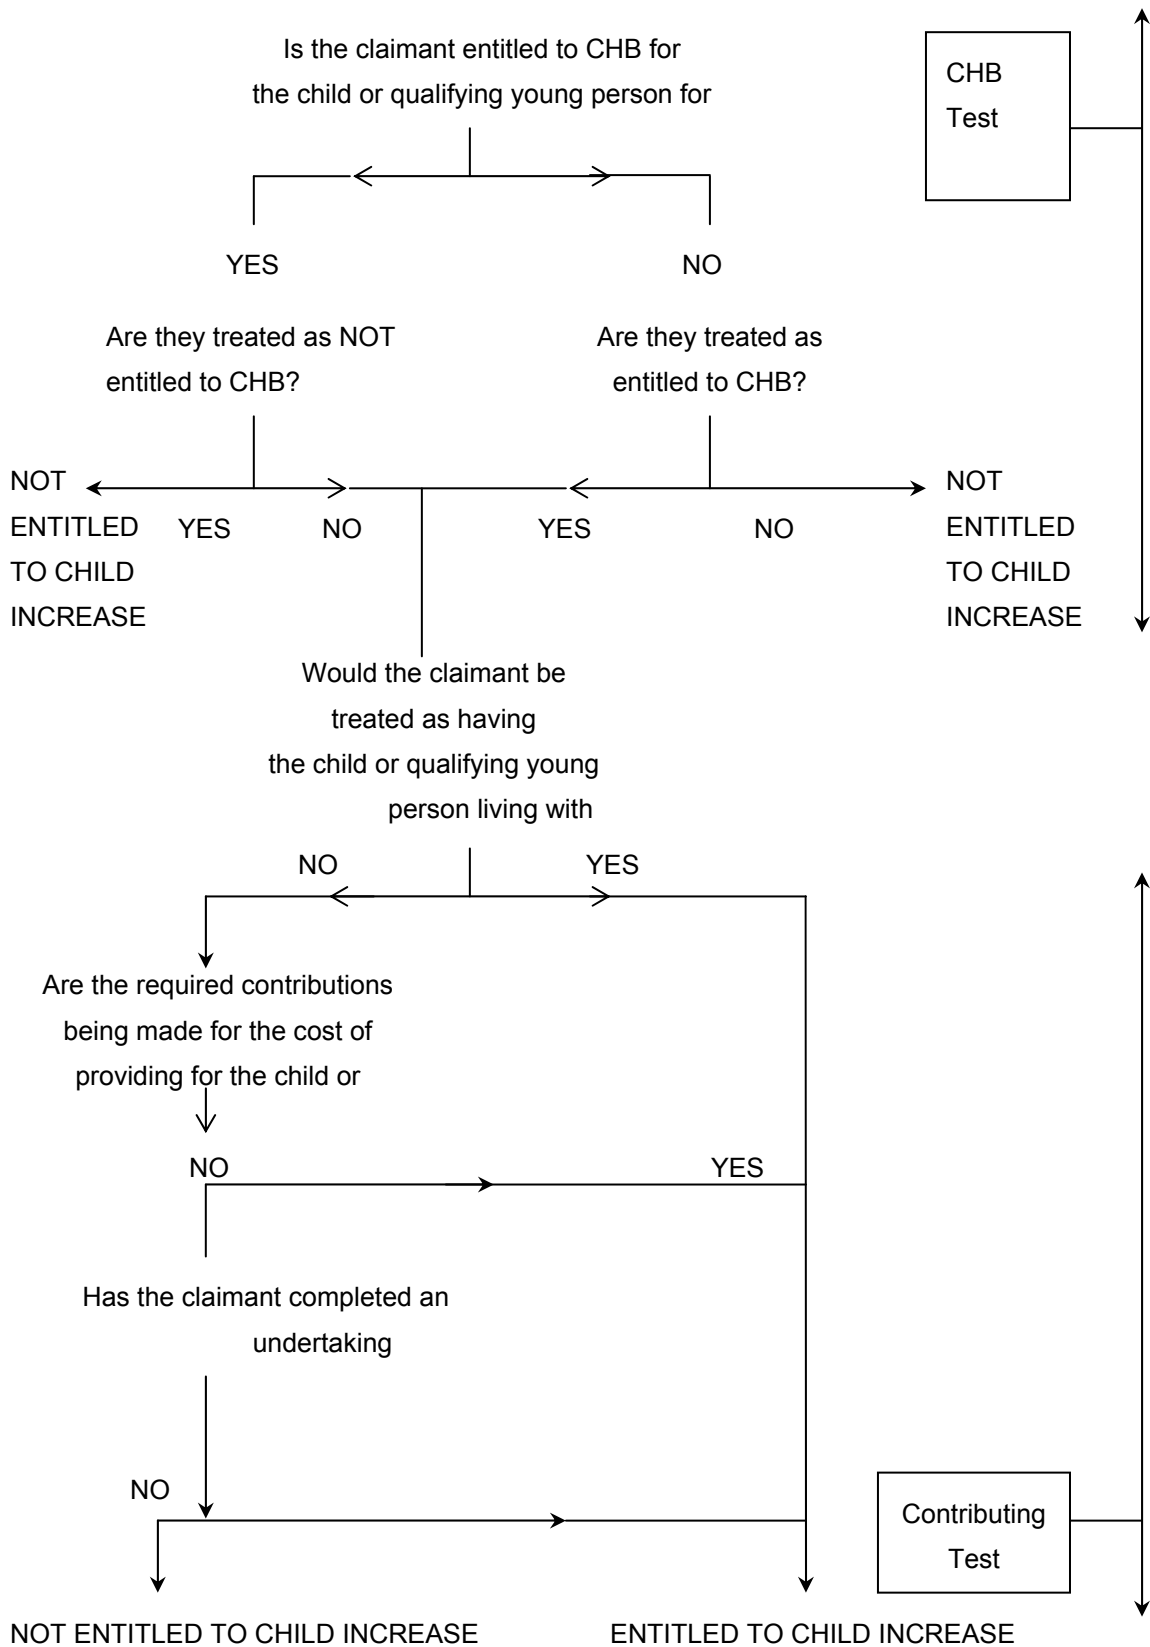 Is the claimant entitled to CHB for
the child or qualifying young person for
CHB
Test
YES
NO
Are they treated as NOT
entitled to CHB?
Are they treated as
entitled to CHB?
NOT
ENTITLED
TO CHILD
INCREASE
YES
NO
YES
NO
NOT
ENTITLED
TO CHILD
INCREASE
Would the claimant be
treated as having
the child or qualifying young
person living with
NO
YES
Are the required contributions
being made for the cost of
providing for the child or
NO
YES
Has the claimant completed an
undertaking
NO
Contributing
Test
NOT ENTITLED TO CHILD INCREASE
ENTITLED TO CHILD INCREASE